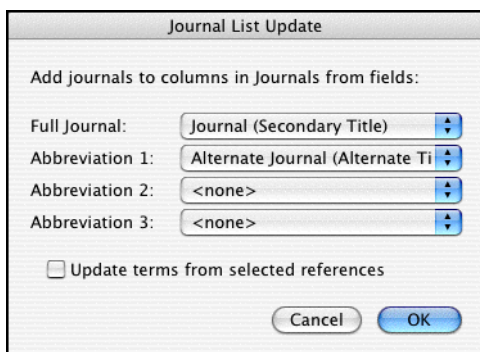 Journal List Update
Add journals to columns in Journals from fields:
Full Journal: Journal (Secondary Title)
Abbreviation 1: Alternate Journal (Alternate Ti
Abbreviation 2: <none>
Abbreviation 3: <none>
Update terms from selected references
Cancel OK